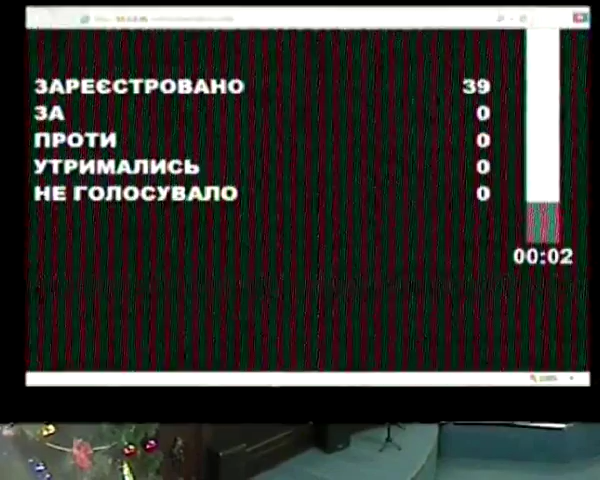 ЗАРЕЄСТРОВАНО 39
ЗА 0
ПРОТИ 0
УТРИМАЛИСЬ 0
НЕ ГОЛОСУВАЛО 0
00:02